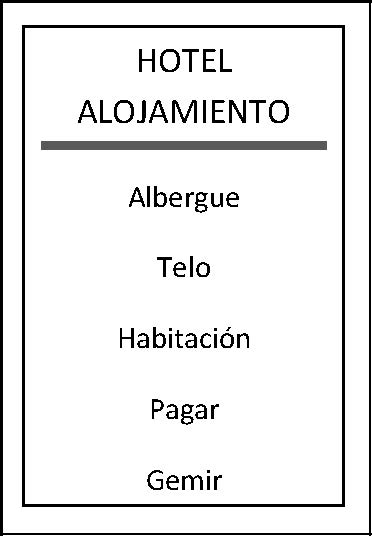 HOTEL
ALOJAMIENTO
Albergue
Telo
Habitación
Pagar
Gemir